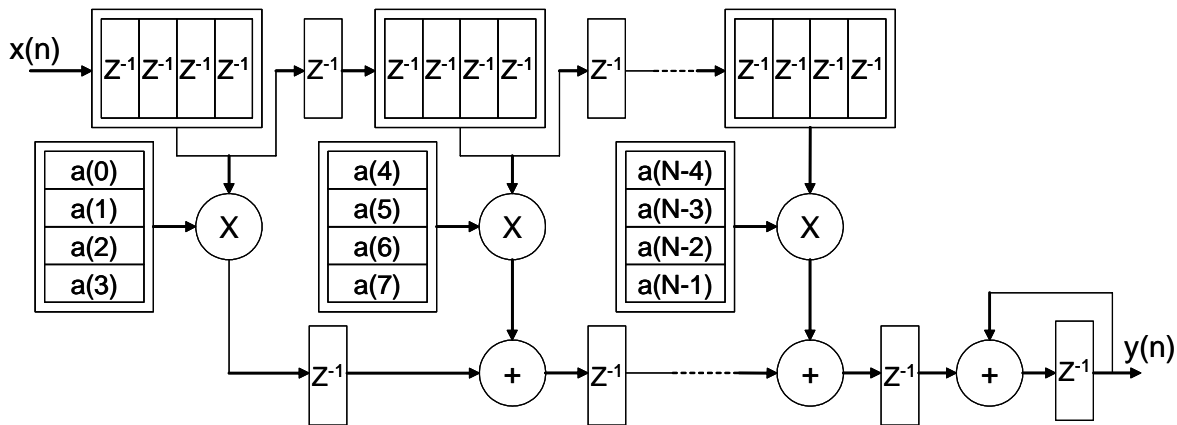 x(n)
Z-1 Z-1 Z-1 Z-1
Z-1
Z-1 Z-1 Z-1 Z-1
Z-1
Z-1 Z-1 Z-1 Z-1
a(0)
a(1)
a(2)
a(3)
X
a(4)
a(5)
a(6)
a(7)
X
a(N-4)
a(N-3)
a(N-2)
a(N-1)
X
Z-1
+
Z-1
+
Z-1
+
Z-1
y(n)